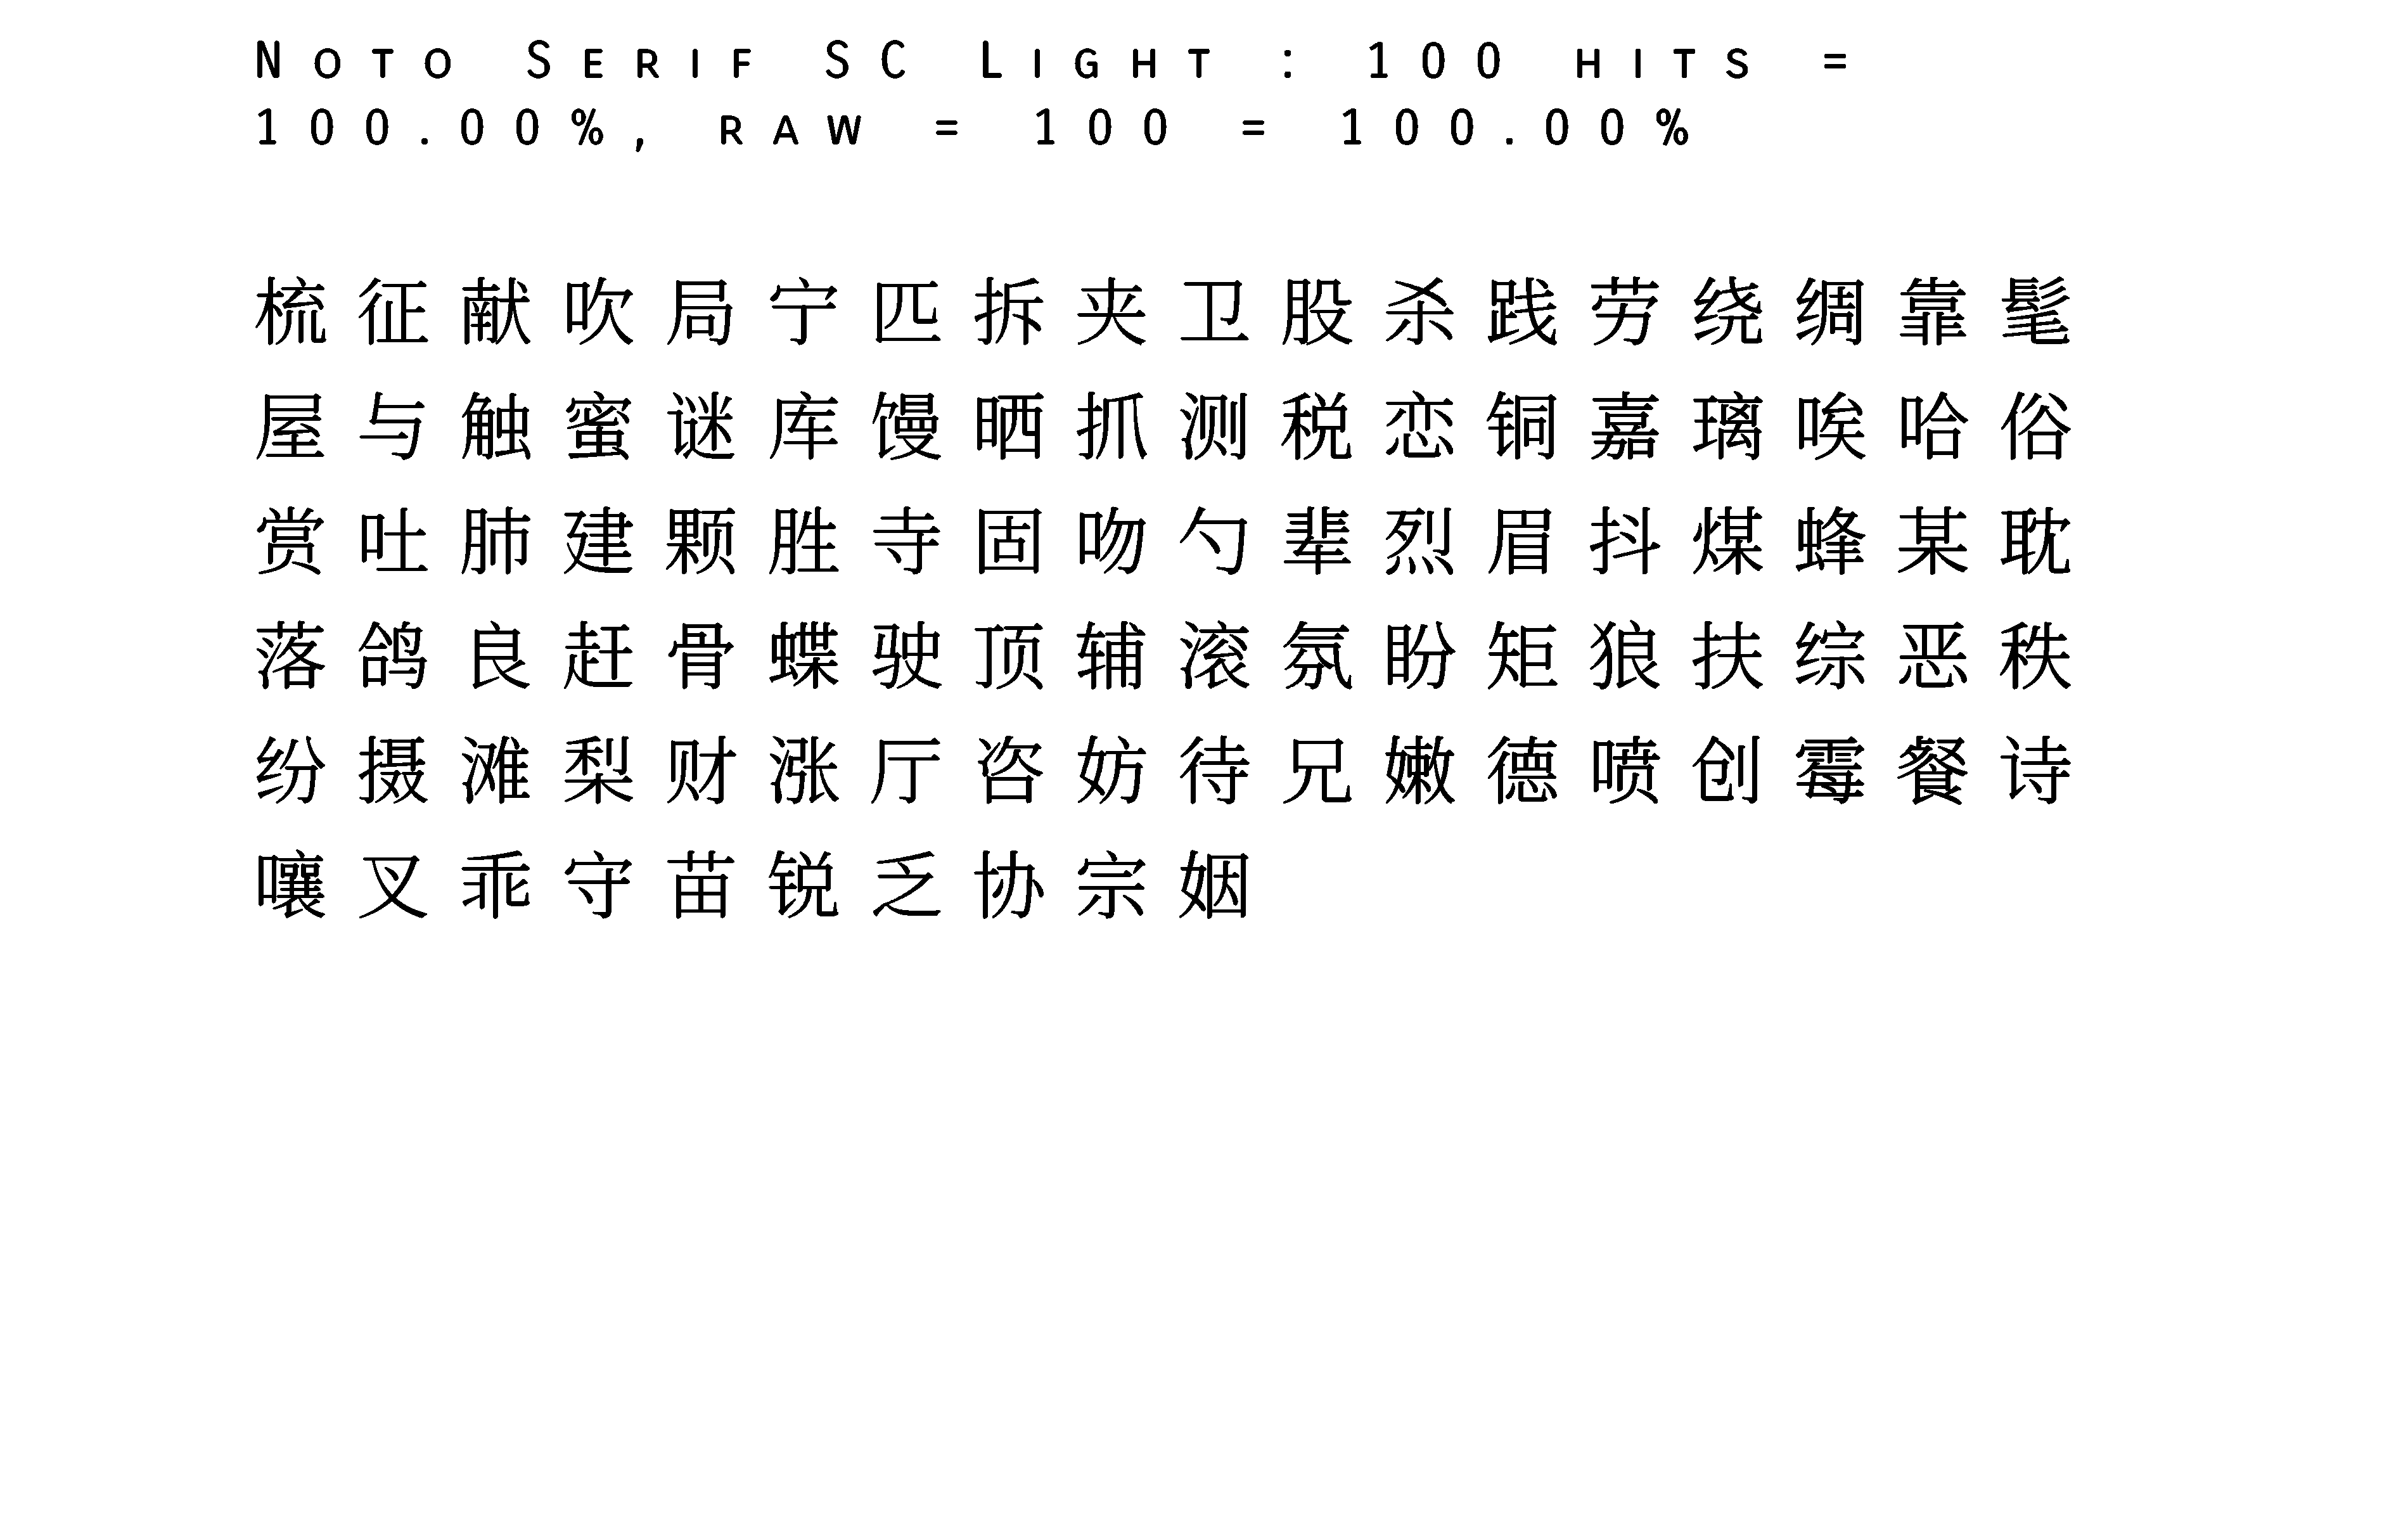 Noto Serif SC Light : 100 hits =
100.00%, raw = 100 = 100.00%
梳征献吹局宁匹拆夹卫股杀践劳绕绸靠髦
屋与触蜜谜库馒晒抓测税恋铜嘉璃唉哈俗
赏吐肺建颗胜寺固吻勺辈烈眉抖煤蜂某耽
落鸽良赶骨蝶驶顶辅滚氛盼矩狼扶综恶秩
纷摄滩梨财涨厅咨妨待兄嫩德喷创霉餐诗
嚷叉乖守苗锐乏协宗姻